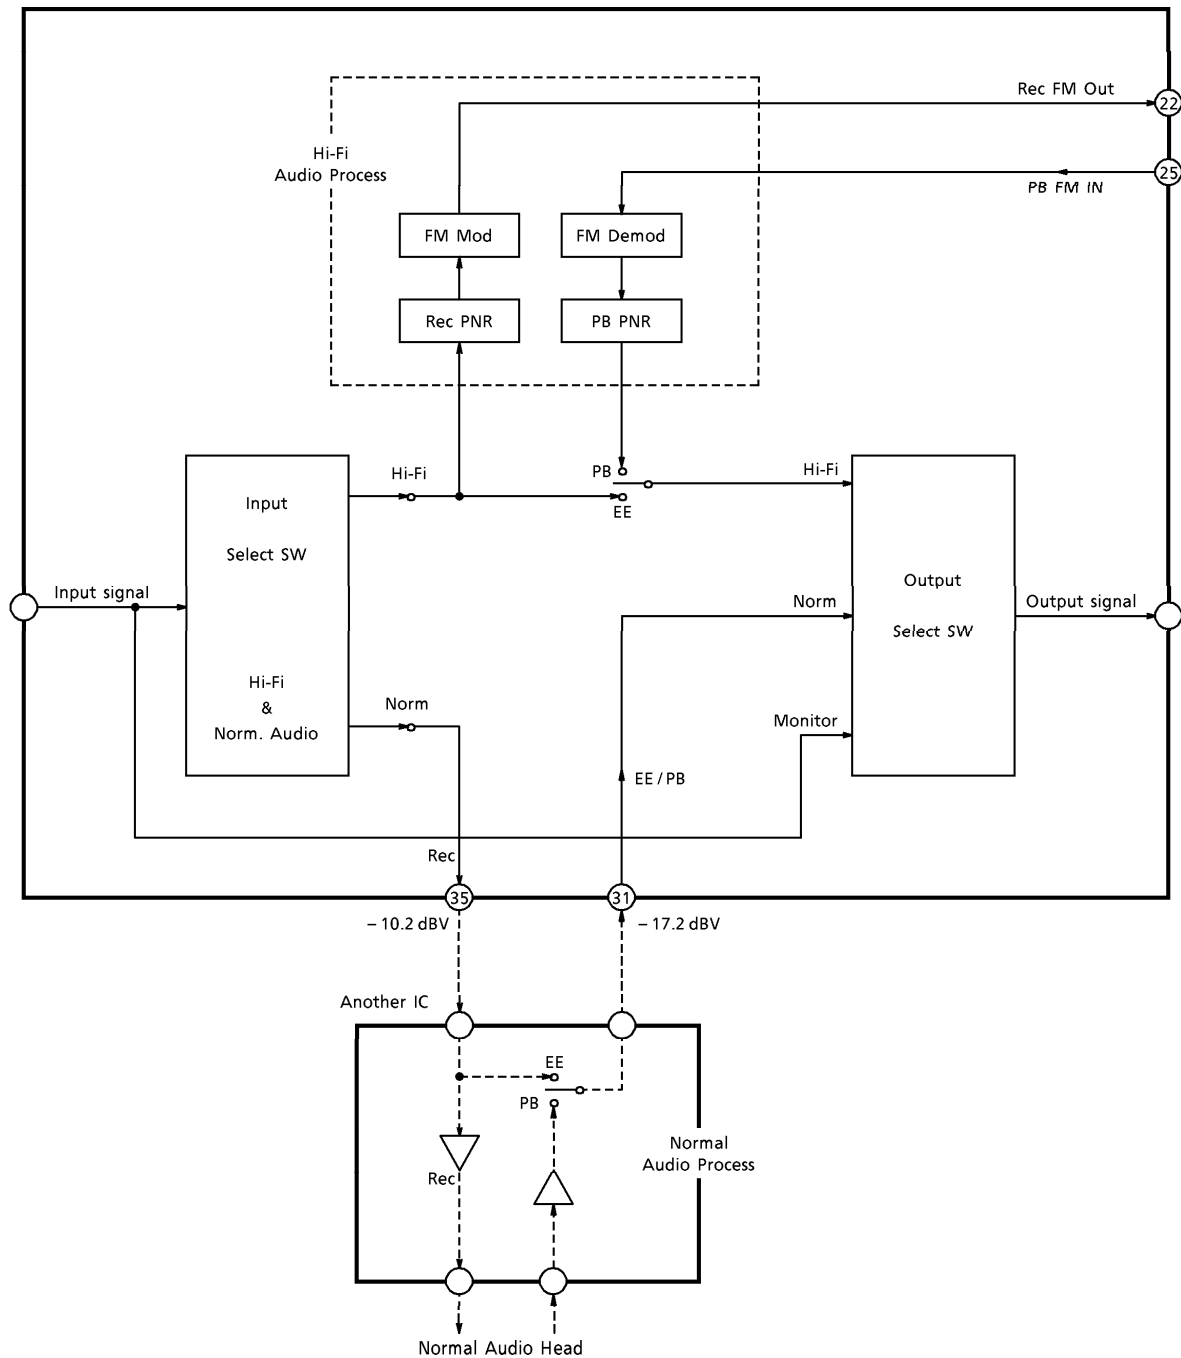 Rec FM Out
22
Hi-Fi
Audio Process
25
PB FM IN
FM Mod
FM Demod
Rec PNR
PB PNR
Hi-Fi
PB
Hi-Fi
EE
Input
Select SW
Input signal
Output
Select SW
Norm
Output signal
Hi-Fi
&
Norm. Audio
Norm
Monitor
EE / PB
Rec
35
31
– 10.2 dBV
– 17.2 dBV
Another IC
EE
PB
Normal
Audio Process
Rec
Normal Audio Head